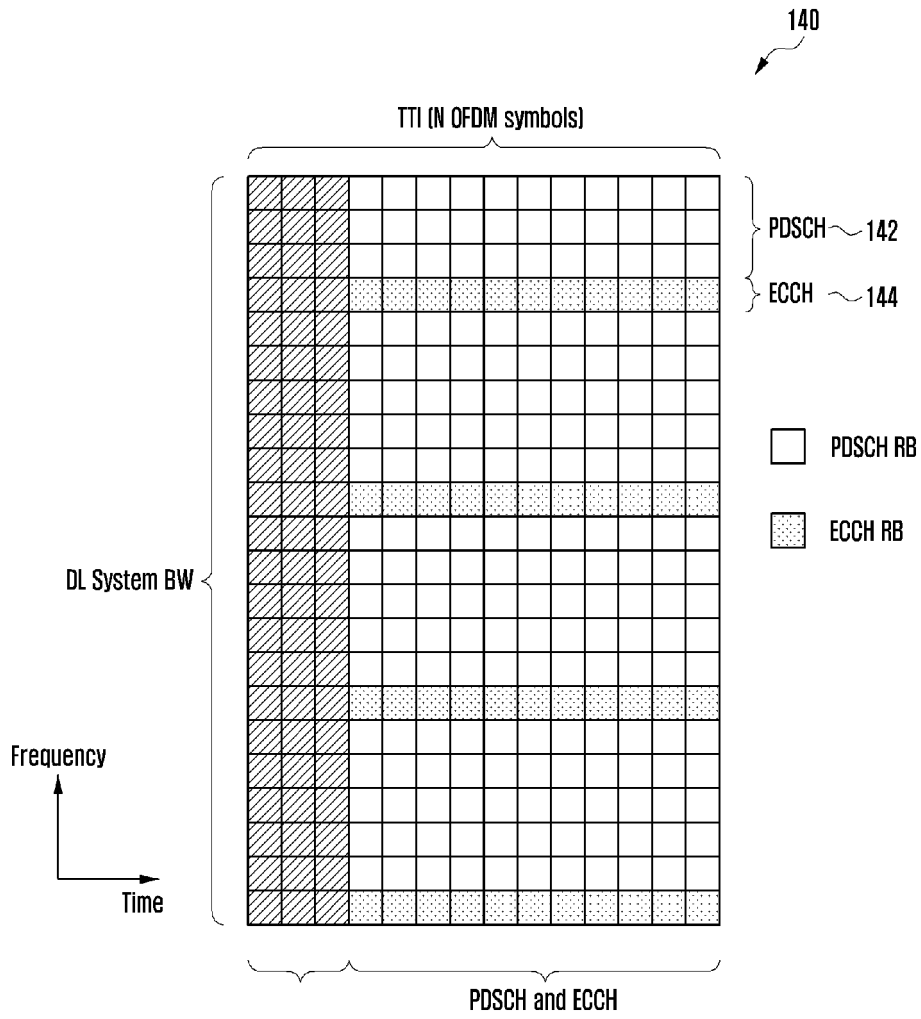 140
TTI (N OFDM symbols)
PDSCH 142
ECCH 144
PDSCH RB
ECCH RB
DL System BW
Frequency
Time
PDSCH and ECCH